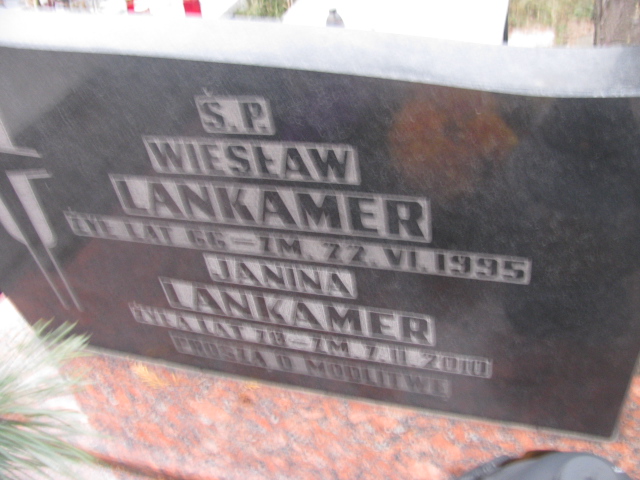 Ś.P.
WIESŁAW
LANKAMER
ŻYŁ LAT 66 – ZM. 22. VI. 1995
JANINA
LANKAMER
ŻYŁA LAT – ZM 7.II. 2010
PROSZĄ O MODLITWĘ